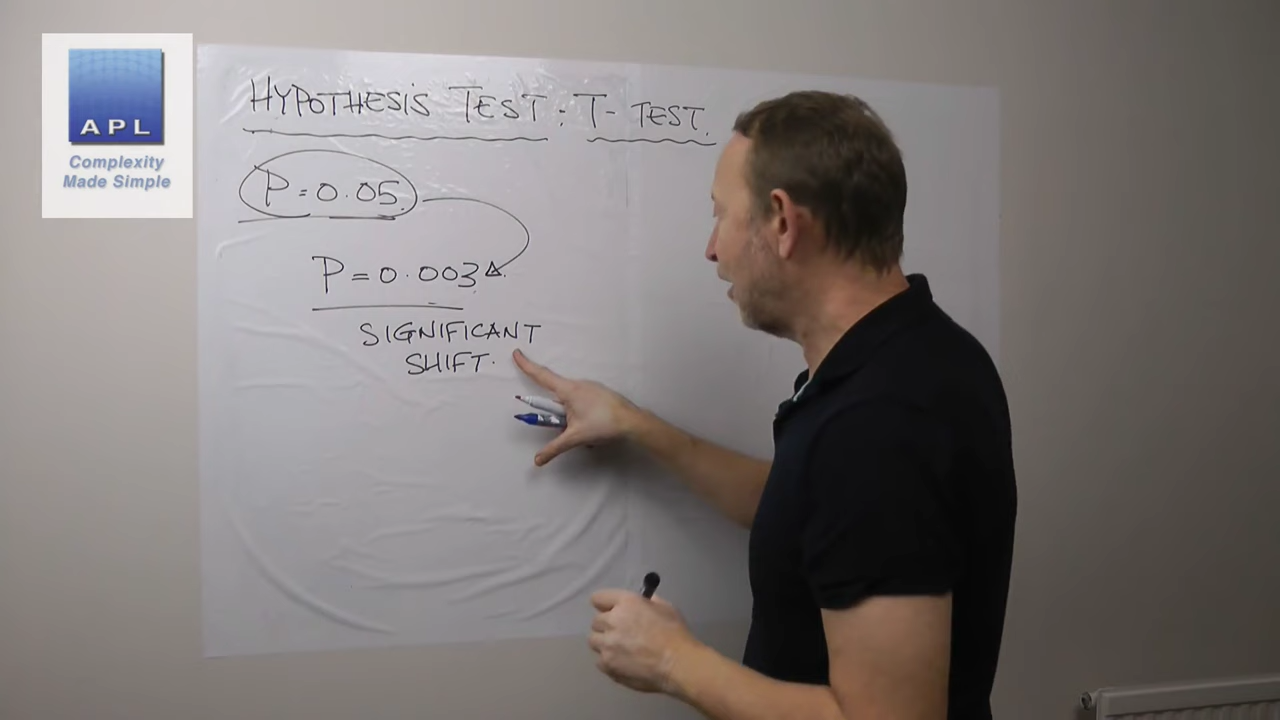 APL
Complexity
Made Simple
HYPOTHESIS TEST: T-TEST.
P=0.05.
P=0.003
SIGNIFICANT
SHIFT.